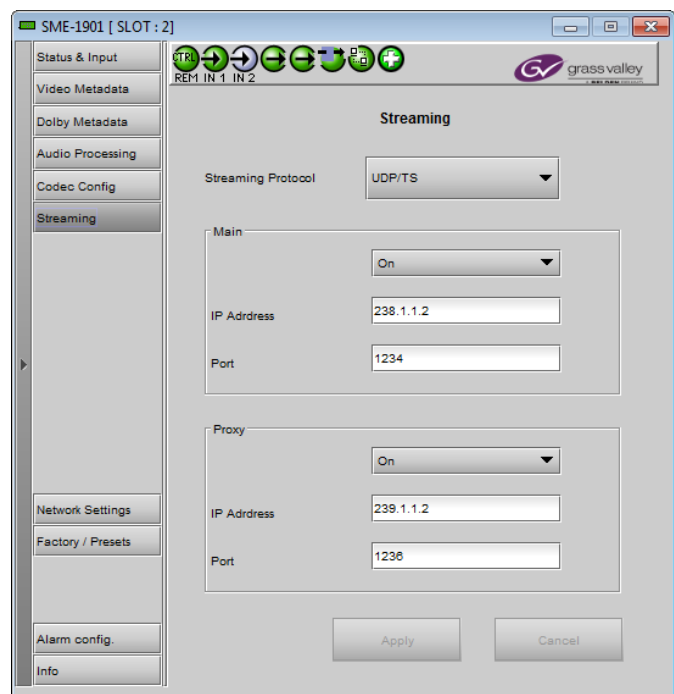 SME-1901 [ SLOT : 2]
Status & Input
Video Metadata
Dolby Metadata
Audio Processing
Codec Config
Streaming
Network Settings
Factory / Presets
Alarm config.
Info
CTRL
REM IN 1 IN 2
GV grass valley
A BELDEN BRAND
Streaming
Streaming Protocol UDP/TS
Main
On
IP Adrdress 238.1.1.2
Port 1234
Proxy
On
IP Adrdress 239.1.1.2
Port 1236
Apply Cancel